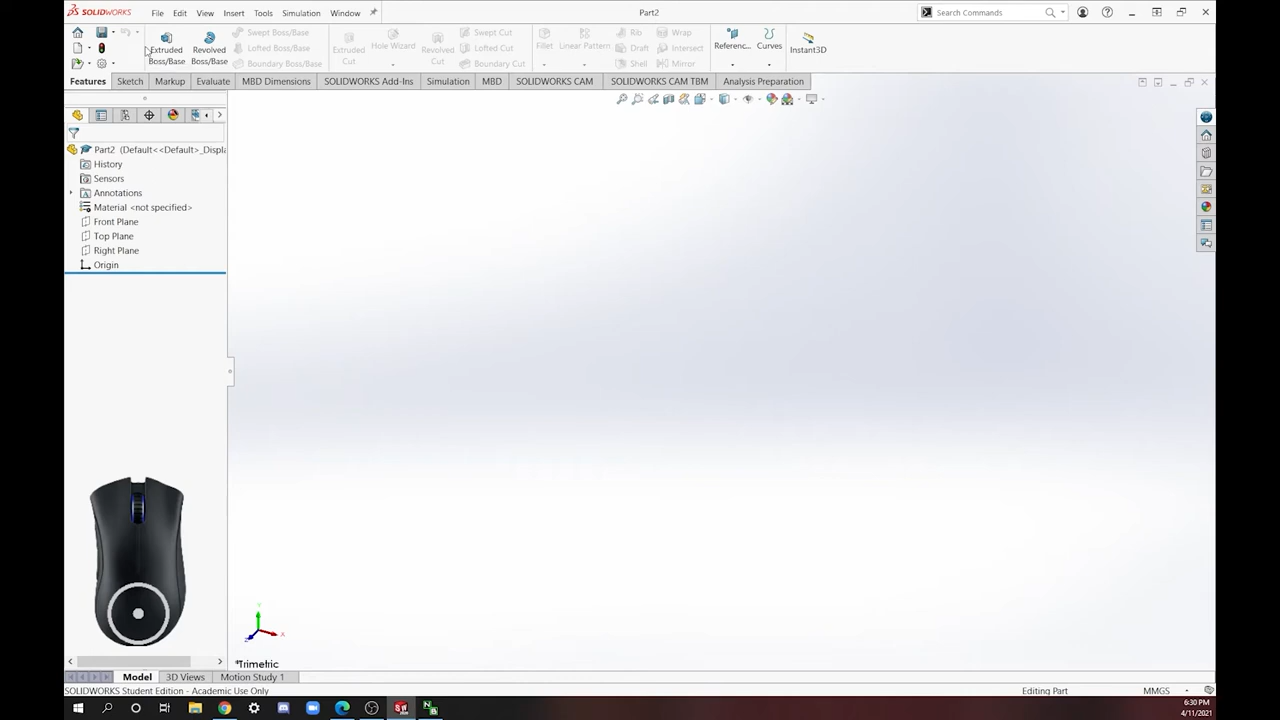 SOLIDWORKS File Edit View Insert Tools Simulation Window Part2 Search Commands
Extruded Boss/Base
Revolved Boss/Base
Swept Boss/Base
Lofted Boss/Base
Boundary Boss/Base
Extruded Cut
Hole Wizard
Revolved Cut
Swept Cut
Lofted Cut
Boundary Cut
Fillet
Linear Pattern
Rib
Draft
Shell
Wrap
Intersect
Mirror
Referenc...
Curves
Instant3D
Features Sketch Markup Evaluate MBD Dimensions SOLIDWORKS Add-Ins Simulation MBD SOLIDWORKS CAM SOLIDWORKS CAM TBM Analysis Preparation
Part2 (Default<<Default>_Displa
History
Sensors
Annotations
Material <not specified>
Front Plane
Top Plane
Right Plane
Origin
Y
X
Z
*Trimetric
Model 3D Views Motion Study 1
SOLIDWORKS Student Edition - Academic Use Only Editing Part MMGS
6:30 PM
4/11/2021